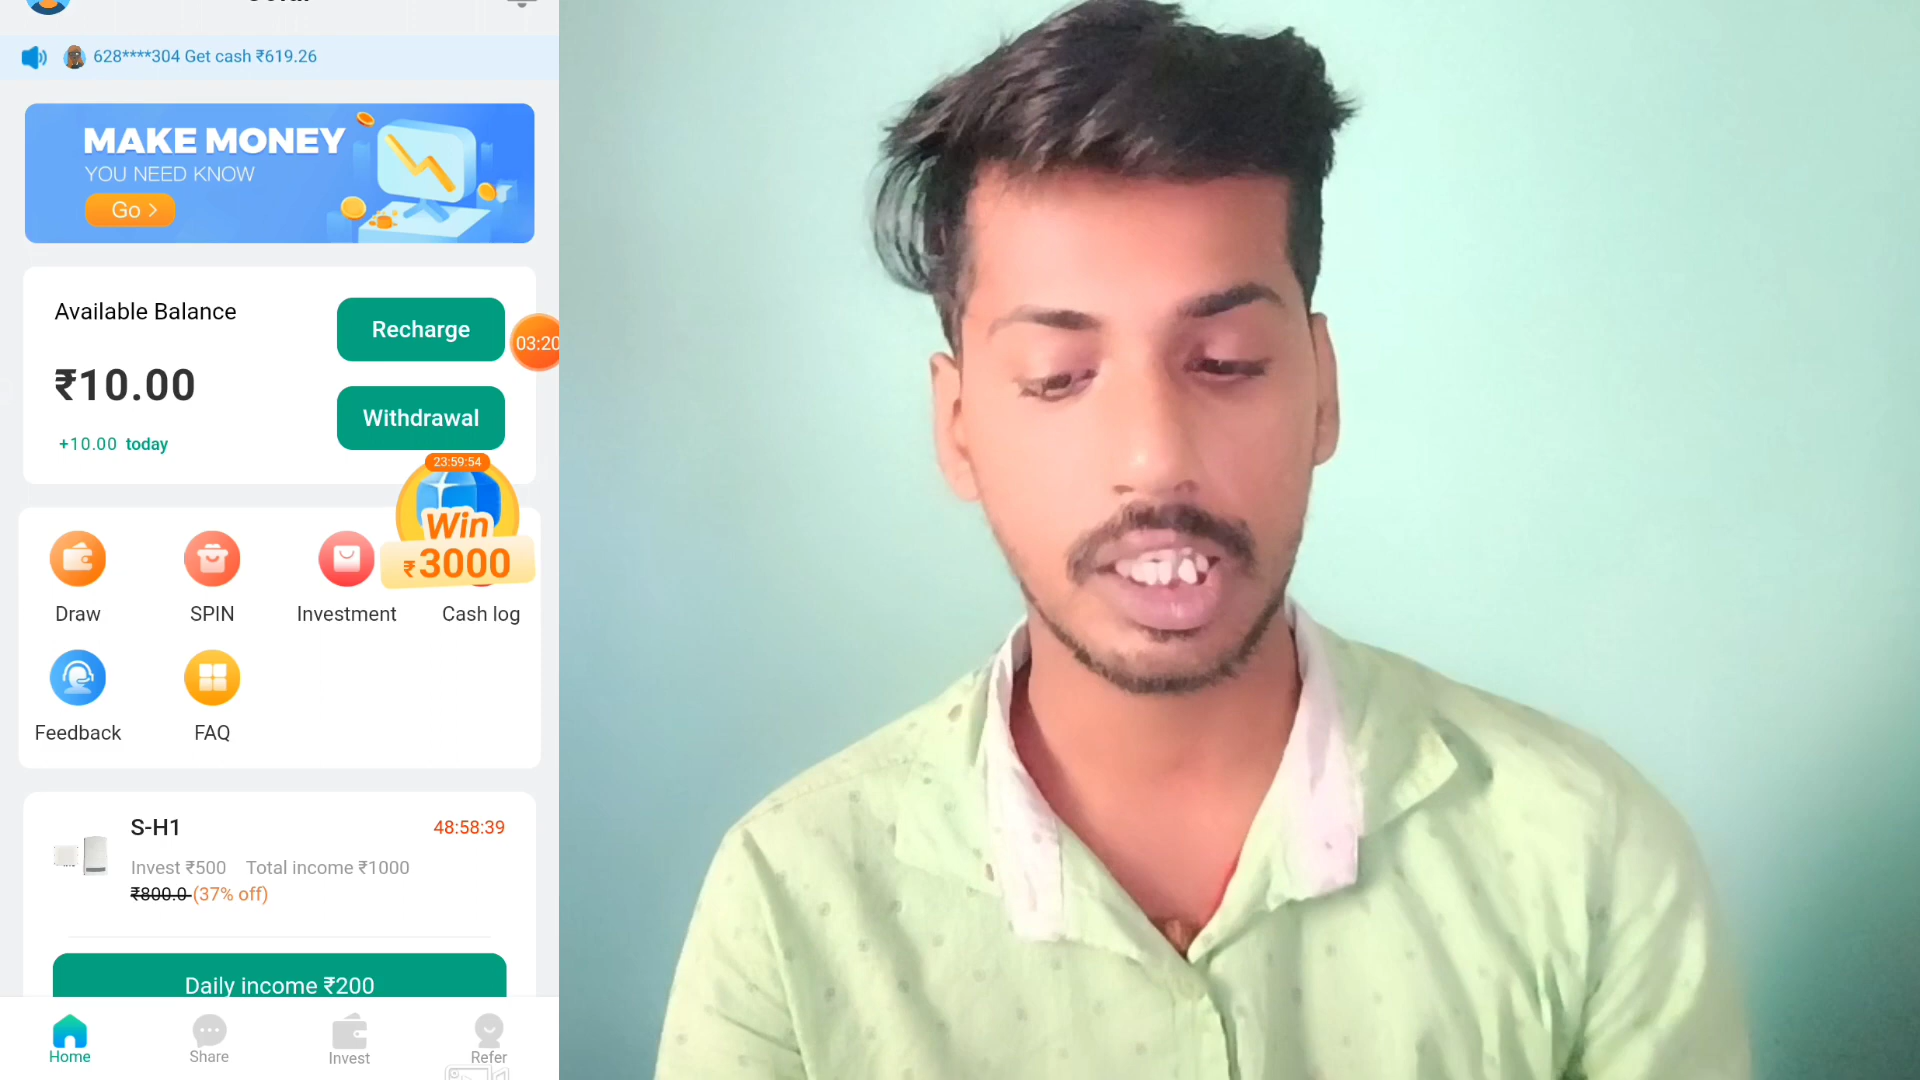 628****304 Get cash ₹619.26
MAKE MONEY
YOU NEED KNOW
Go >
Available Balance
Recharge
03:20
₹10.00
Withdrawal
+10.00 today
23:59:54
Win
₹3000
Draw
SPIN
Investment
Cash log
Feedback
FAQ
S-H1
48:58:39
Invest ₹500 Total income ₹1000
₹800.0 (37% off)
Daily income ₹200
Home
Share
Invest
Refer